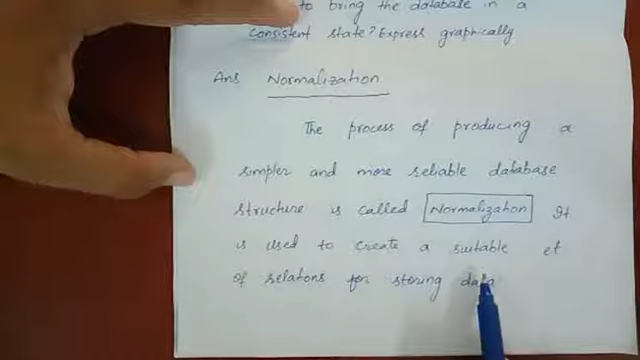 to bring the database in a
consistent state? Express graphically
Ans Normalization
The process of producing a
simpler and more reliable database
structure is called Normalization It
is used to create a suitable et
of relations for storing data